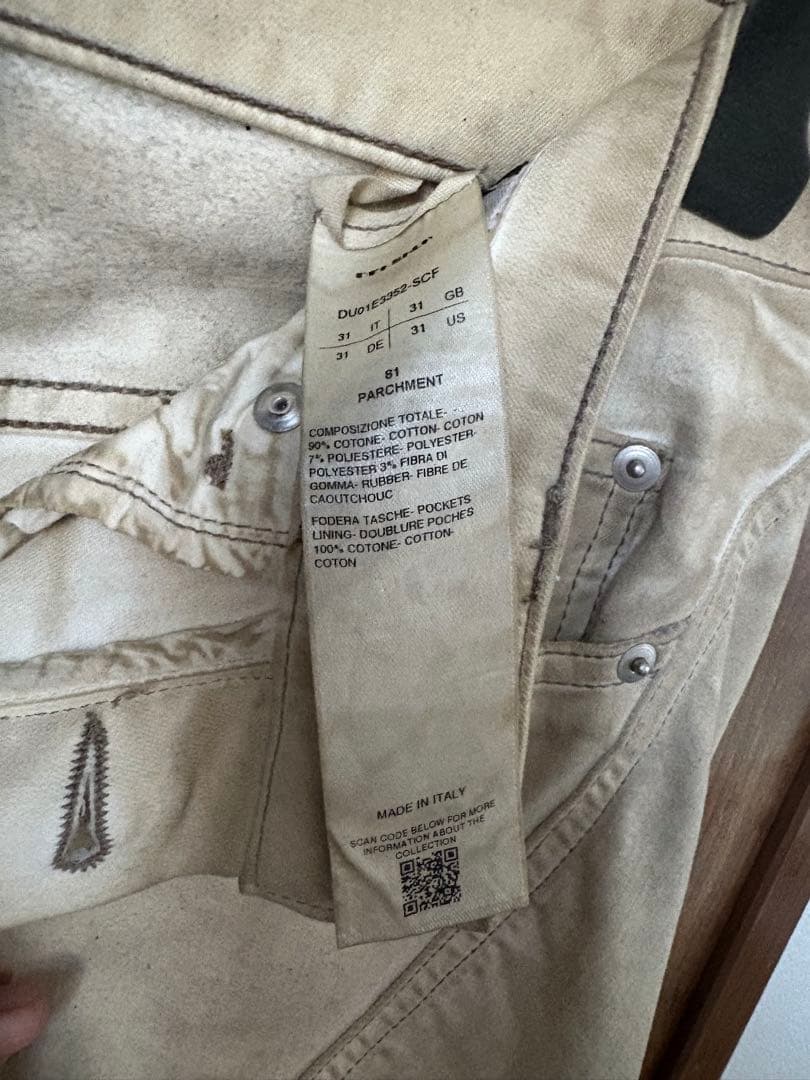 DU01E3352-SCF
31 IT 31 GB
31 DE 31 US
61
PARCHMENT
COMPOSIZIONE TOTALE-
90% COTONE- COTTON- COTON
7% POLIESTERE- POLYESTER-
POLYESTER 3% FIBRA DI
GOMMA- RUBBER- FIBRE DE
CAOUTCHOUC
FODERA TASCHE- POCKETS
LINING- DOUBLURE POCHES
100% COTONE- COTTON-
COTON
MADE IN ITALY
SCAN CODE BELOW FOR MORE
INFORMATION ABOUT THE
COLLECTION